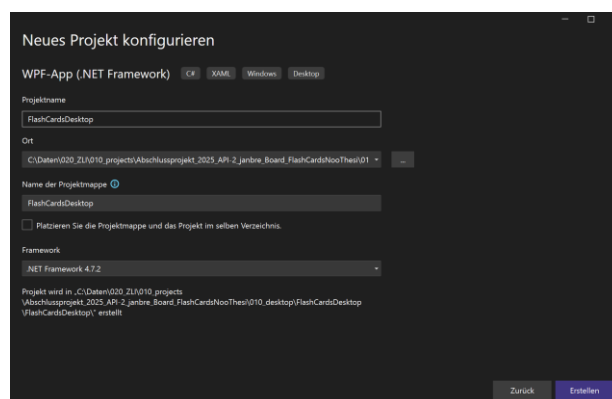 Neues Projekt konfigurieren
WPF-App (.NET Framework) C# XAML Windows Desktop
Projektname
FlashCardsDesktop
Ort
C:\Daten\020_ZLI\010_projects\Abschlussprojekt_2025_API-2_janbre_Board_FlashCardsNooThesi\01
...
Name der Projektmappe
FlashCardsDesktop
Platzieren Sie die Projektmappe und das Projekt im selben Verzeichnis.
Framework
.NET Framework 4.7.2
Projekt wird in „C:\Daten\020_ZLI\010_projects
\Abschlussprojekt_2025_API-2_janbre_Board_FlashCardsNooThesi\010_desktop\FlashCardsDesktop
\FlashCardsDesktop\" erstellt
Zurück Erstellen